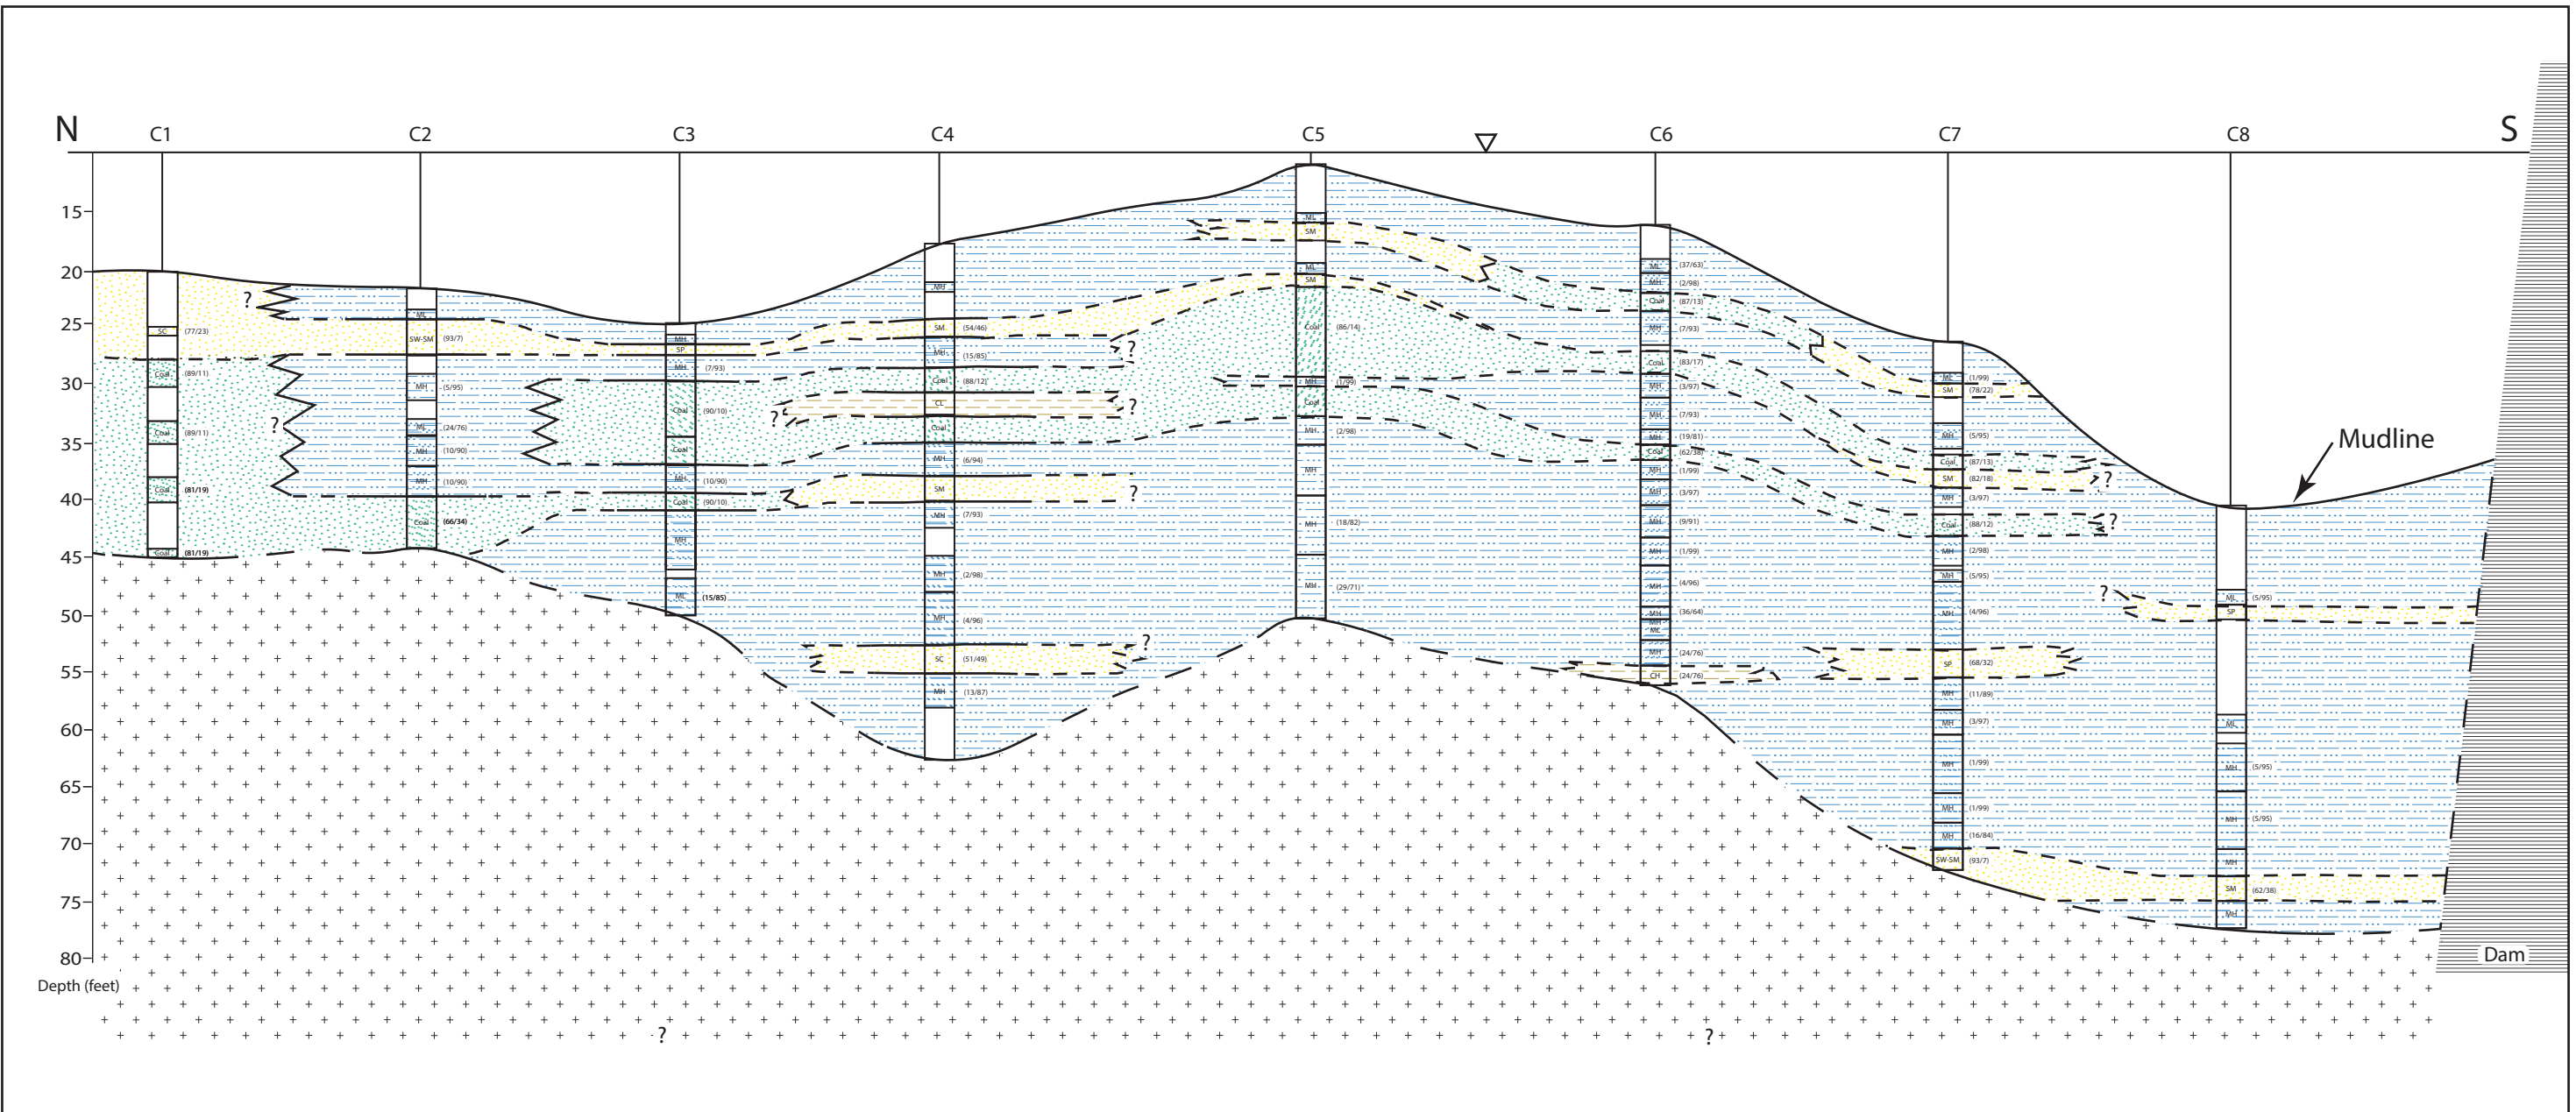 N C1 C2 C3 C4 C5 C6 C7 C8 S
15
20
25
30
35
40
45
50
55
60
65
70
75
80
Depth (feet)
SC (77/23)
Coal (89/11)
Coal (89/11)
Coal (81/19)
Coal (81/19)
?
?
ML
SW-SM (93/7)
MH (5/95)
ML (24/76)
MH (10/90)
MH (10/90)
Coal (66/34)
MH
SP
MH (7/93)
Coal (90/10)
Coal
MH (10/90)
Coal (90/10)
MH
ML (15/85)
?
MH
SM (54/46)
MH (15/85)
Coal (88/12)
CL
Coal
MH (6/94)
SM
MH (7/93)
MH (2/98)
MH (4/96)
SC (51/49)
MH (13/87)
?
?
?
?
ML
SM
ML
SM
Coal (86/14)
MH (1/99)
Coal
MH (2/98)
MH
MH (18/82)
MH (29/71)
ML (37/63)
MH (2/98)
Coal (87/13)
MH (7/93)
Coal (83/17)
MH (3/97)
MH (7/93)
MH (19/81)
Coal (62/38)
MH (1/99)
MH (3/97)
MH (9/91)
MH (1/99)
MH (4/96)
MH (36/64)
MH
ML
MH (24/76)
CH (24/76)
ML (1/99)
SM (78/22)
MH (5/95)
Coal (87/13)
SM (82/18)
MH (3/97)
Coal (88/12)
MH (2/98)
MH (5/95)
MH (4/96)
SP (68/32)
MH (11/89)
MH (3/97)
MH (1/99)
MH (1/99)
MH (16/84)
SW-SM (93/7)
?
?
?
ML (5/95)
SP
ML
MH (5/95)
MH (5/95)
MH
SM (62/38)
MH
Mudline
Dam
?
?